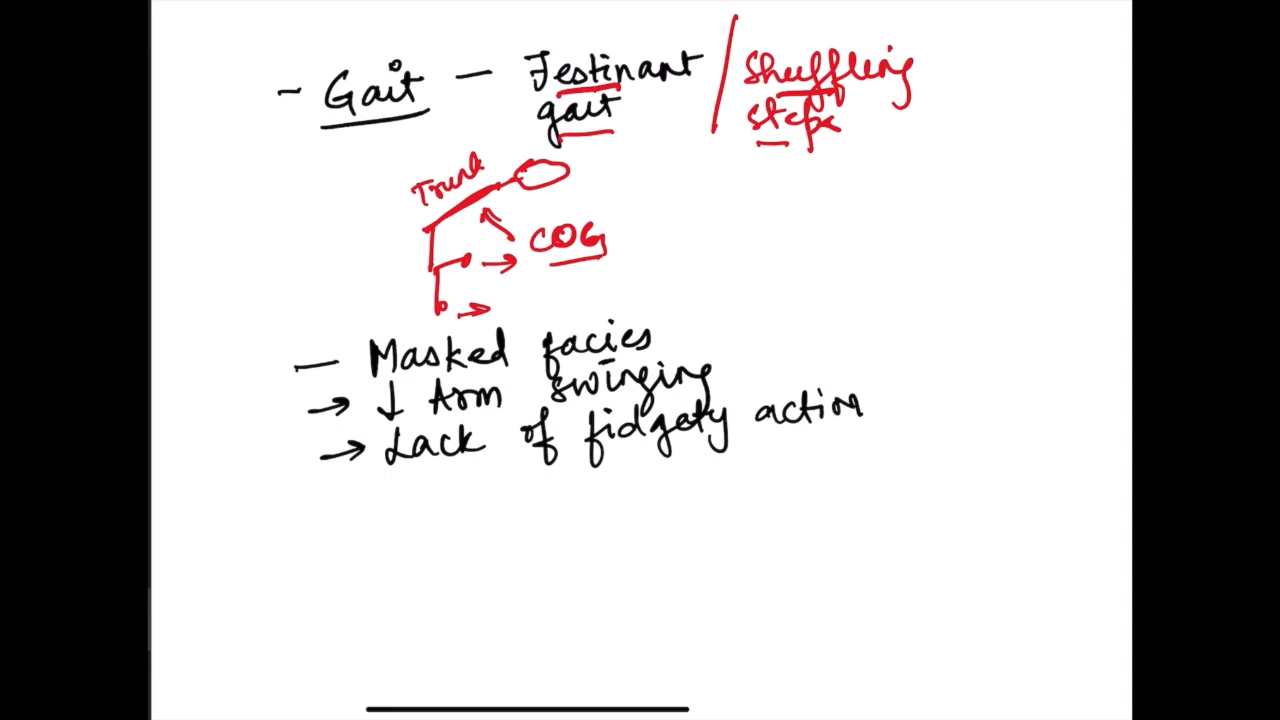 - Gait - Festinant / Shuffling
gait steps
Trunk
COG
- Masked facies
→ ↓ Arm swinging
→ Lack of fidgety action